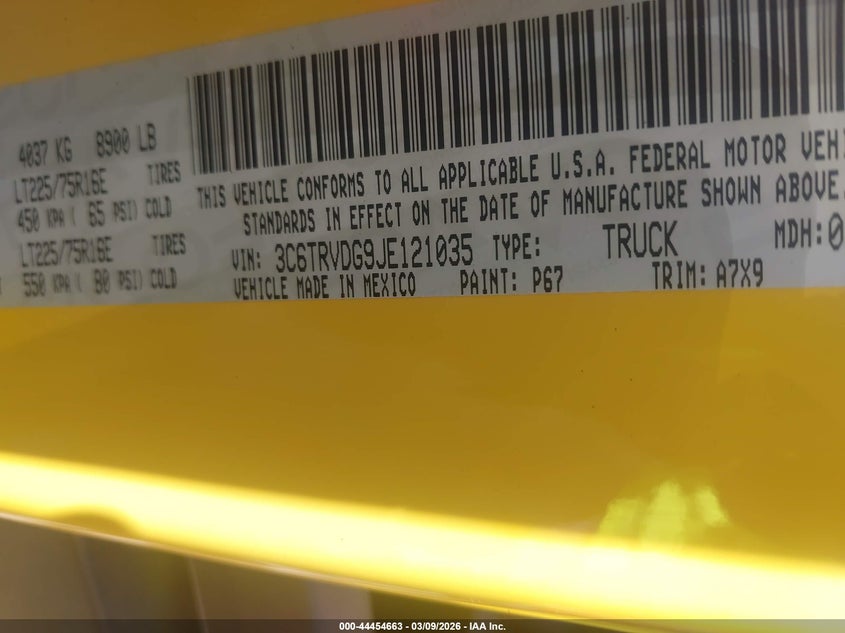 4037 KG 8900 LB
LT225/75R16E TIRES
450 KPA ( 65 PSI) COLD
LT225/75R16E TIRES
550 KPA ( 80 PSI) COLD
THIS VEHICLE CONFORMS TO ALL APPLICABLE U.S.A. FEDERAL MOTOR VEHI
STANDARDS IN EFFECT ON THE DATE OF MANUFACTURE SHOWN ABOVE.
VIN: 3C6TRVDG9JE121035 TYPE: TRUCK MDH: 0
VEHICLE MADE IN MEXICO PAINT: P67 TRIM: A7X9
000-44454663 - 03/09/2026 - IAA Inc.